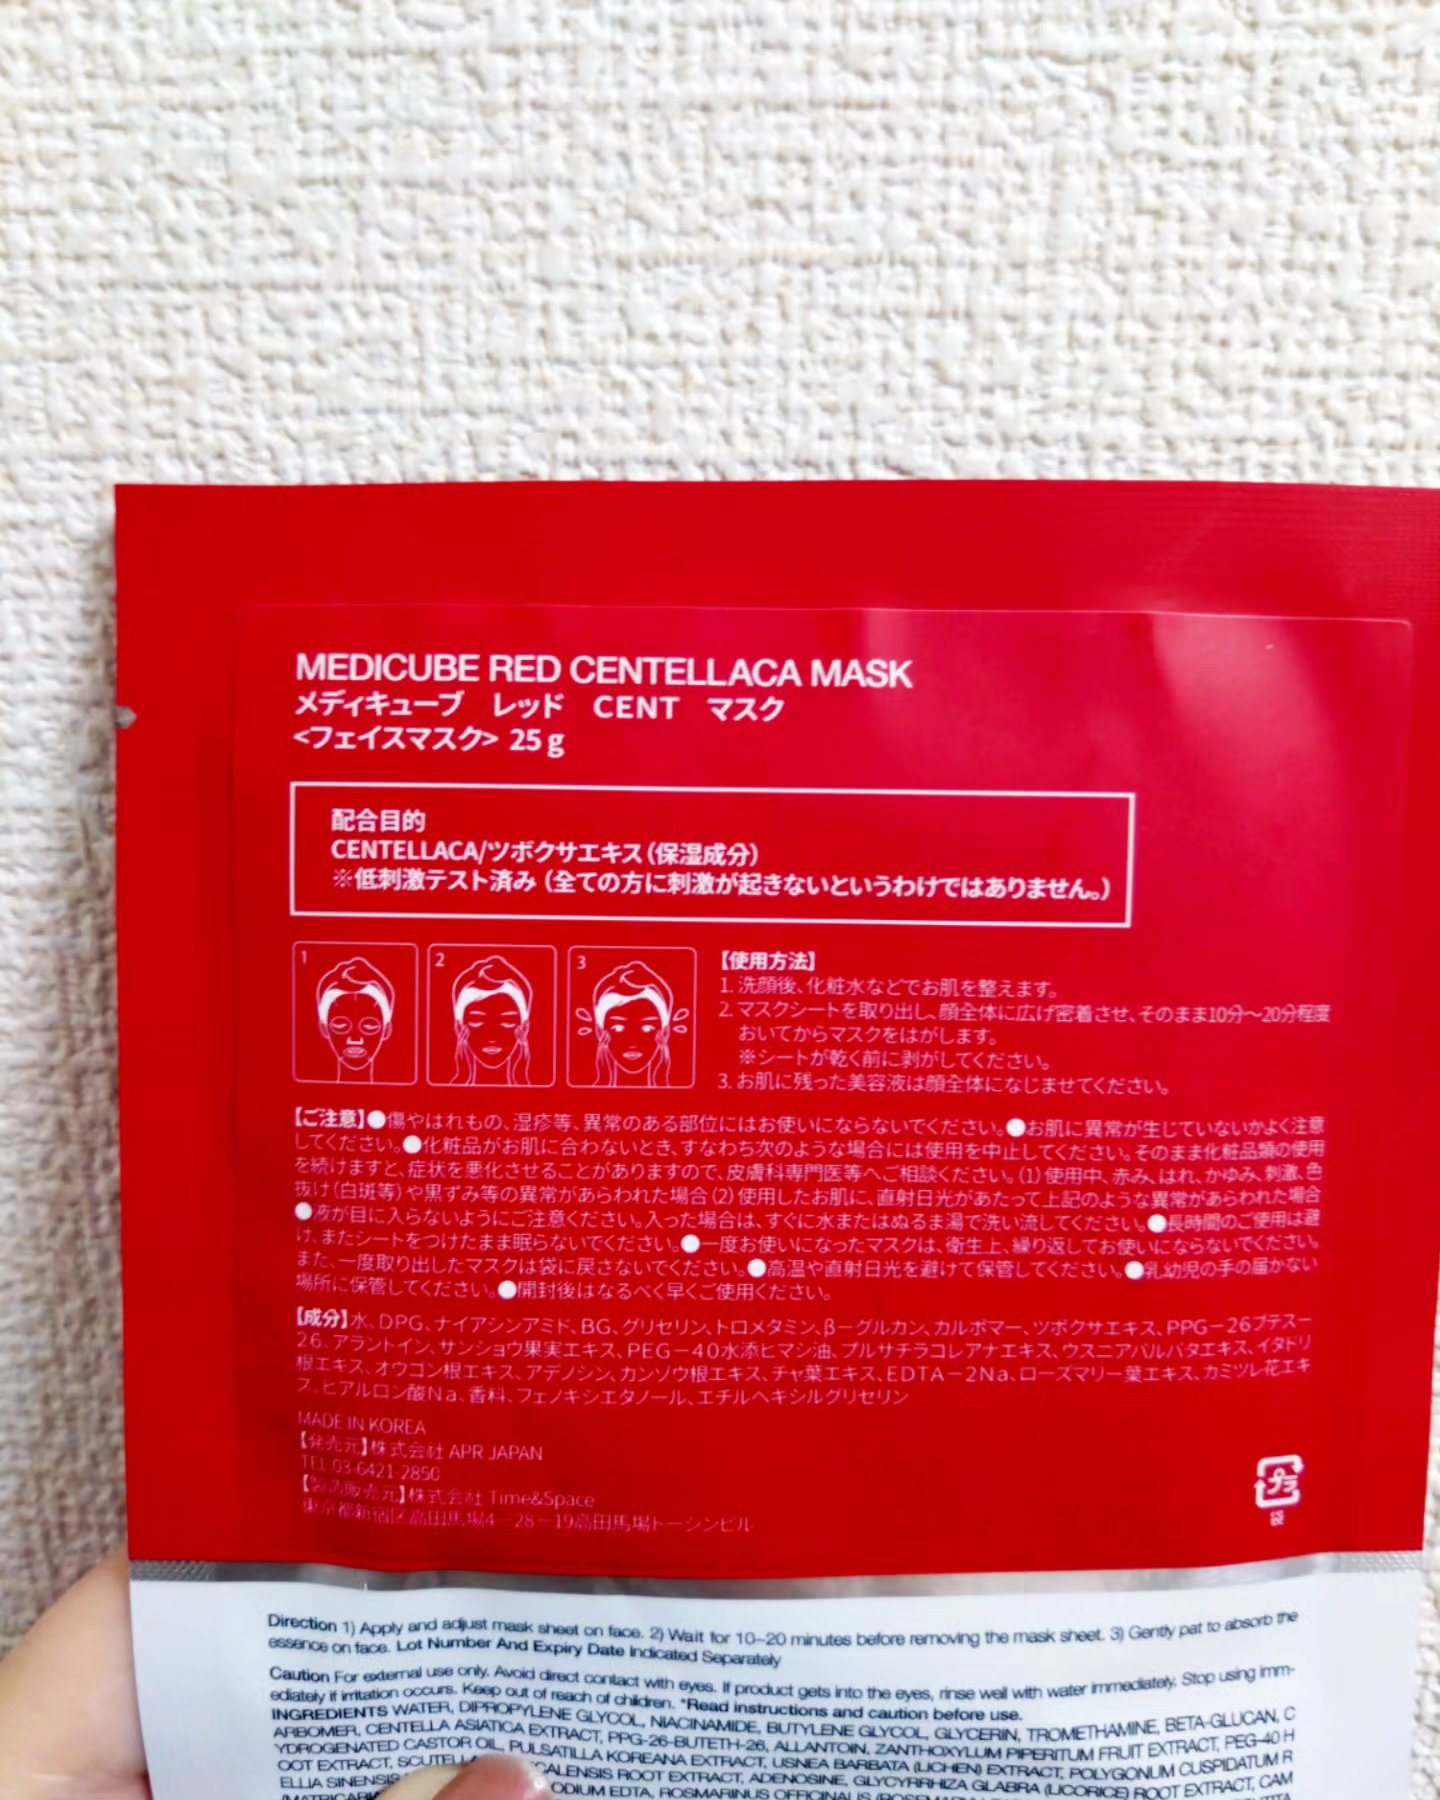 MEDICUBE RED CENTELLACA MASK
メディキューブ　レッド　CENT　マスク
<フェイスマスク> 25g
配合目的
CENTELLACA/ツボクサエキス（保湿成分）
※低刺激テスト済み（全ての方に刺激が起きないというわけではありません。）
1
2
3
【使用方法】
1. 洗顔後、化粧水などでお肌を整えます。
2. マスクシートを取り出し、顔全体に広げ密着させ、そのまま10分〜20分程度
おいてからマスクをはがします。
※シートが乾く前に剥がしてください。
3. お肌に残った美容液は顔全体になじませてください。
【ご注意】●傷やはれもの、湿疹等、異常のある部位にはお使いにならないでください。●お肌に異常が生じていないかよく注意
してください。●化粧品がお肌に合わないとき、すなわち次のような場合には使用を中止してください。そのまま化粧品類の使用
を続けますと、症状を悪化させることがありますので、皮膚科専門医等へご相談ください。(1)使用中、赤み、はれ、かゆみ、刺激、色
抜け(白斑等)や黒ずみ等の異常があらわれた場合(2)使用したお肌に、直射日光があたって上記のような異常があらわれた場合
●液が目に入らないようにご注意ください。入った場合は、すぐに水またはぬるま湯で洗い流してください。●長時間のご使用は避
け、またシートをつけたまま眠らないでください。●一度お使いになったマスクは、衛生上、繰り返してお使いにならないでください。
また、一度取り出したマスクは袋に戻さないでください。●高温や直射日光を避けて保管してください。●乳幼児の手の届かない
場所に保管してください。●開封後はなるべく早くご使用ください。
【成分】水、DPG、ナイアシンアミド、BG、グリセリン、トロメタミン、β－グルカン、カルボマー、ツボクサエキス、PPG－26ブテス－
26、アラントイン、サンショウ果実エキス、PEG－40水添ヒマシ油、プルサチラコレアナエキス、ウスニアバルバタエキス、イタドリ
根エキス、オウゴン根エキス、アデノシン、カンゾウ根エキス、チャ葉エキス、EDTA－2Na、ローズマリー葉エキス、カミツレ花エキ
ス、ヒアルロン酸Na、香料、フェノキシエタノール、エチルヘキシルグリセリン
MADE IN KOREA
【発売元】株式会社 APR JAPAN
TEL.03-6421-2850
【製造販売元】株式会社 Time&Space
東京都新宿区高田馬場4－28－19高田馬場トーシンビル
プラ
袋
Direction 1) Apply and adjust mask sheet on face. 2) Wait for 10-20 minutes before removing the mask sheet. 3) Gently pat to absorb the
essence on face. Lot Number And Expiry Date Indicated Separately
Caution For external use only. Avoid direct contact with eyes. If product gets into the eyes, rinse well with water immediately. Stop using imm-
ediately if irritation occurs. Keep out of reach of children. *Read instructions and caution before use.
INGREDIENTS WATER, DIPROPYLENE GLYCOL, NIACINAMIDE, BUTYLENE GLYCOL, GLYCERIN, TROMETHAMINE, BETA-GLUCAN, C
ARBOMER, CENTELLA ASIATICA EXTRACT, PPG-26-BUTETH-26, ALLANTOIN, ZANTHOXYLUM PIPERITUM FRUIT EXTRACT, PEG-40 H
YDROGENATED CASTOR OIL, PULSATILLA KOREANA EXTRACT, USNEA BARBATA (LICHEN) EXTRACT, POLYGONUM CUSPIDATUM R
OOT EXTRACT, ROOT EXTRACT, ADENOSINE, GLYCYRRHIZA GLABRA (LICORICE) ROOT EXTRACT, CAM
ELLIA SINENSIS EDTA, ROSMARINUS OFFICINALIS